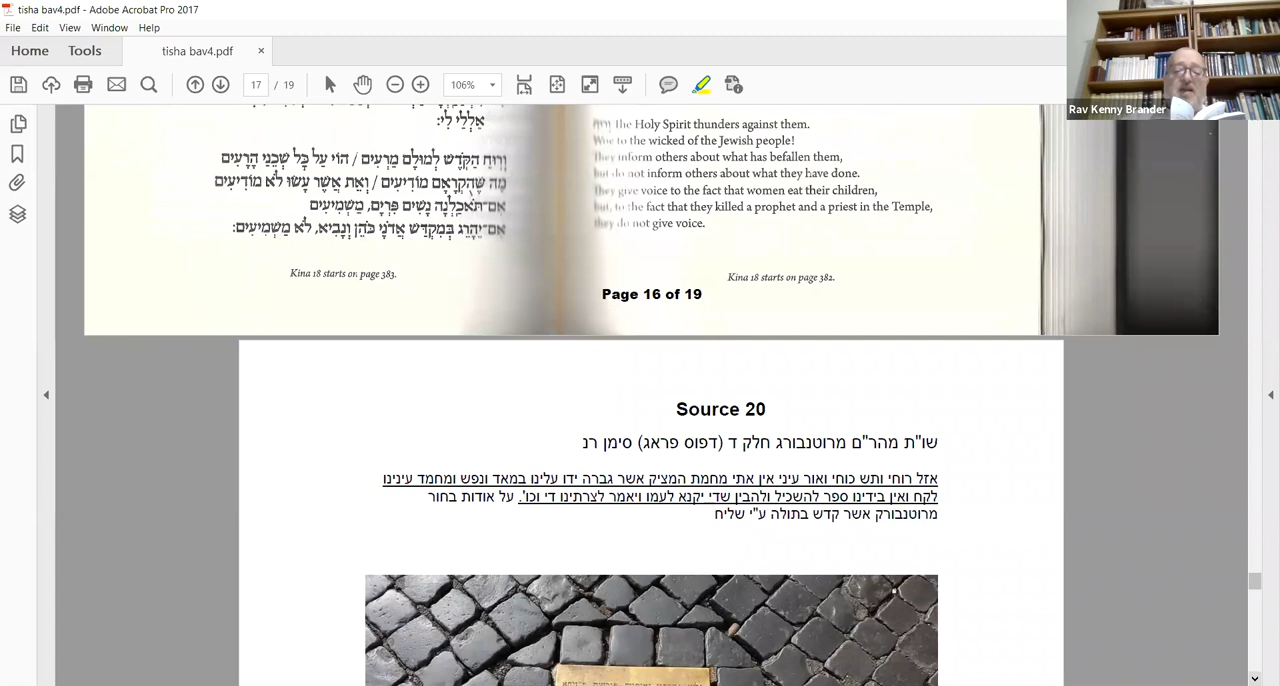 tisha bav4.pdf - Adobe Acrobat Pro 2017
File Edit View Window Help
Home Tools tisha bav4.pdf ×
17 / 19 106%
Rav Kenny Brander
אַלְלַי לִי:
וְרוּחַ הַקֹּדֶשׁ לְמוּלָם מַרְעִים / הוֹי עַל כָּל שְׁכֵנַי הָרָעִים
מַה שֶּׁהִקְרָאָם מוֹדִיעִים / וְאֵת אֲשֶׁר עָשׂוּ לֹא מוֹדִיעִים
אִם־תֹּאכַלְנָה נָשִׁים פִּרְיָם, מַשְׁמִיעִים
אִם־יֵהָרֵג בְּמִקְדַּשׁ אֲדֹנָי כֹּהֵן וְנָבִיא, לֹא מַשְׁמִיעִים:
Kina 18 starts on page 383.
The Holy Spirit thunders against them.
Woe to the wicked of the Jewish people!
They inform others about what has befallen them,
but do not inform others about what they have done.
They give voice to the fact that women eat their children,
but, to the fact that they killed a prophet and a priest in the Temple,
they do not give voice.
Kina 18 starts on page 382.
Page 16 of 19
Source 20
שו"ת מהר"ם מרוטנבורג חלק ד (דפוס פראג) סימן רנ
אזל רוחי ותש כוחי ואור עיני אין אתי מחמת המציק אשר גברה ידו עלינו במאד ונפש ומחמד עינינו
לקח ואין בידינו ספר להשכיל ולהבין שדי יקנא לעמו ויאמר לצרתינו די וכו'. על אודות בחור
מרוטנבורק אשר קדש בתולה ע"י שליח